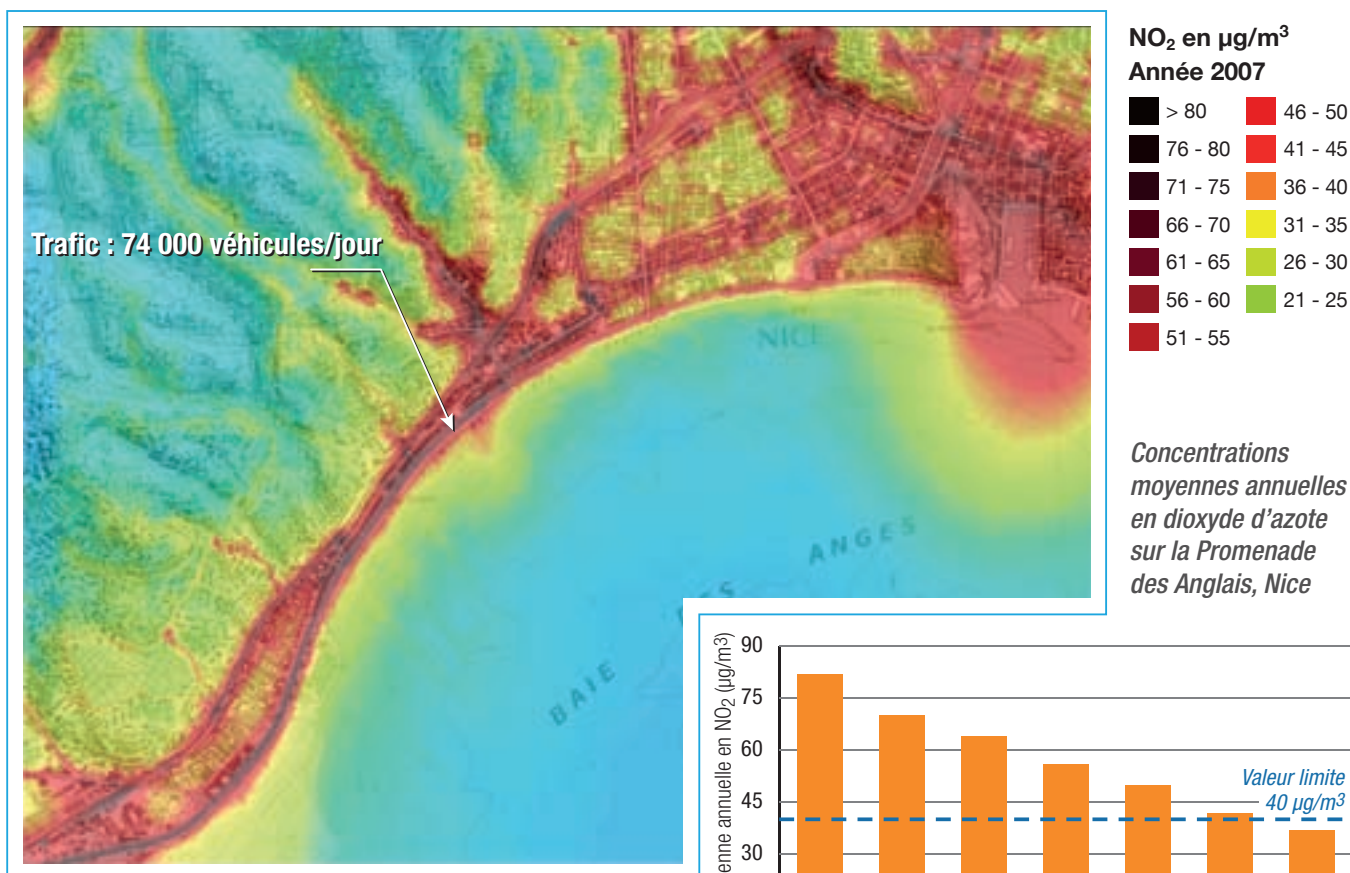 Trafic : 74 000 véhicules/jour
NICE
ANGES
DES
BAIE
NO₂ en µg/m³
Année 2007
> 80
76 - 80
71 - 75
66 - 70
61 - 65
56 - 60
51 - 55
46 - 50
41 - 45
36 - 40
31 - 35
26 - 30
21 - 25
Concentrations
moyennes annuelles
en dioxyde d'azote
sur la Promenade
des Anglais, Nice
enne annuelle en NO₂ (µg/m³)
90
75
60
45
30
Valeur limite
40 µg/m³